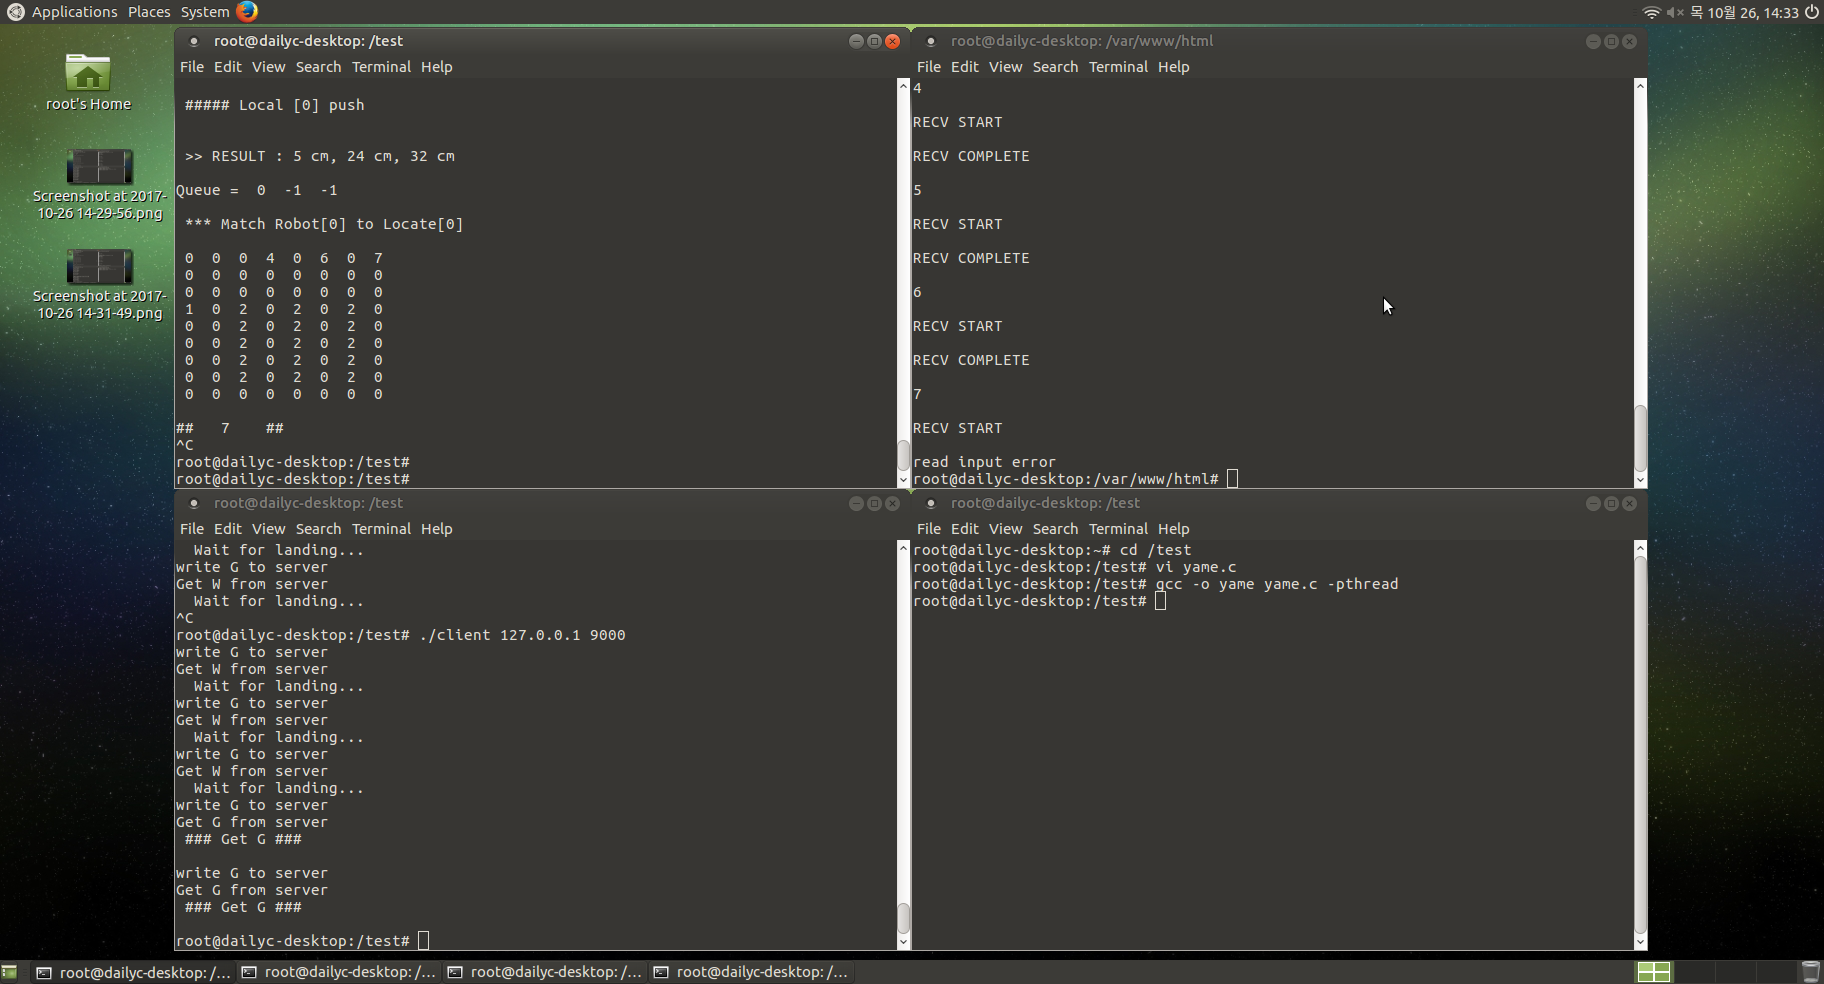 Applications Places System
목 10월 26, 14:33
root's Home
Screenshot at 2017-
10-26 14-29-56.png
Screenshot at 2017-
10-26 14-31-49.png
root@dailyc-desktop: /test
File Edit View Search Terminal Help
##### Local [0] push
>> RESULT : 5 cm, 24 cm, 32 cm
Queue =  0  -1  -1
*** Match Robot[0] to Locate[0]
0 0 0 4 0 6 0 7
0 0 0 0 0 0 0 0
0 0 0 0 0 0 0 0
1 0 2 0 2 0 2 0
0 0 2 0 2 0 2 0
0 0 2 0 2 0 2 0
0 0 2 0 2 0 2 0
0 0 2 0 2 0 2 0
0 0 0 0 0 0 0 0
## 7 ##
^C
root@dailyc-desktop:/test#
root@dailyc-desktop:/test#
root@dailyc-desktop: /var/www/html
File Edit View Search Terminal Help
4
RECV START
RECV COMPLETE
5
RECV START
RECV COMPLETE
6
RECV START
RECV COMPLETE
7
RECV START
read input error
root@dailyc-desktop:/var/www/html#
root@dailyc-desktop: /test
File Edit View Search Terminal Help
Wait for landing...
write G to server
Get W from server
Wait for landing...
^C
root@dailyc-desktop:/test# ./client 127.0.0.1 9000
write G to server
Get W from server
Wait for landing...
write G to server
Get W from server
Wait for landing...
write G to server
Get W from server
Wait for landing...
write G to server
Get G from server
### Get G ###
write G to server
Get G from server
### Get G ###
root@dailyc-desktop:/test#
root@dailyc-desktop: /test
File Edit View Search Terminal Help
root@dailyc-desktop:~# cd /test
root@dailyc-desktop:/test# vi yame.c
root@dailyc-desktop:/test# gcc -o yame yame.c -pthread
root@dailyc-desktop:/test#
root@dailyc-desktop: /... root@dailyc-desktop: /... root@dailyc-desktop: /... root@dailyc-desktop: /...